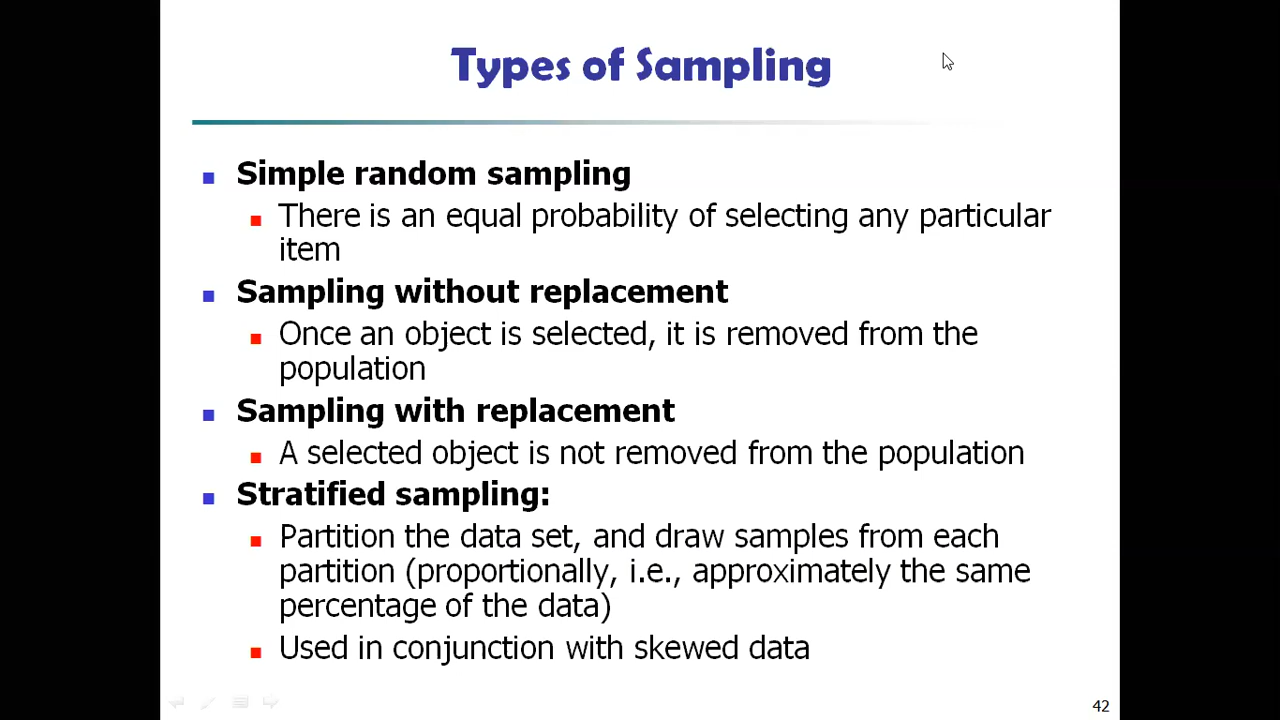 Types of Sampling
Simple random sampling
There is an equal probability of selecting any particular
item
Sampling without replacement
Once an object is selected, it is removed from the
population
Sampling with replacement
A selected object is not removed from the population
Stratified sampling:
Partition the data set, and draw samples from each
partition (proportionally, i.e., approximately the same
percentage of the data)
Used in conjunction with skewed data
42